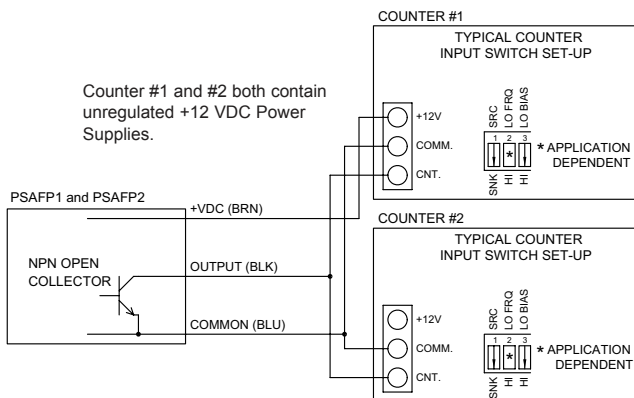 COUNTER #1
TYPICAL COUNTER
INPUT SWITCH SET-UP
Counter #1 and #2 both contain
unregulated +12 VDC Power
Supplies.
+12V
COMM.
CNT.
SRC
LO FRQ
LO BIAS
1 2 3
*
SNK
HI
HI
* APPLICATION
DEPENDENT
PSAFP1 and PSAFP2
+VDC (BRN)
NPN OPEN
COLLECTOR
OUTPUT (BLK)
COMMON (BLU)
COUNTER #2
TYPICAL COUNTER
INPUT SWITCH SET-UP
+12V
COMM.
CNT.
SRC
LO FRQ
LO BIAS
1 2 3
*
SNK
HI
HI
* APPLICATION
DEPENDENT